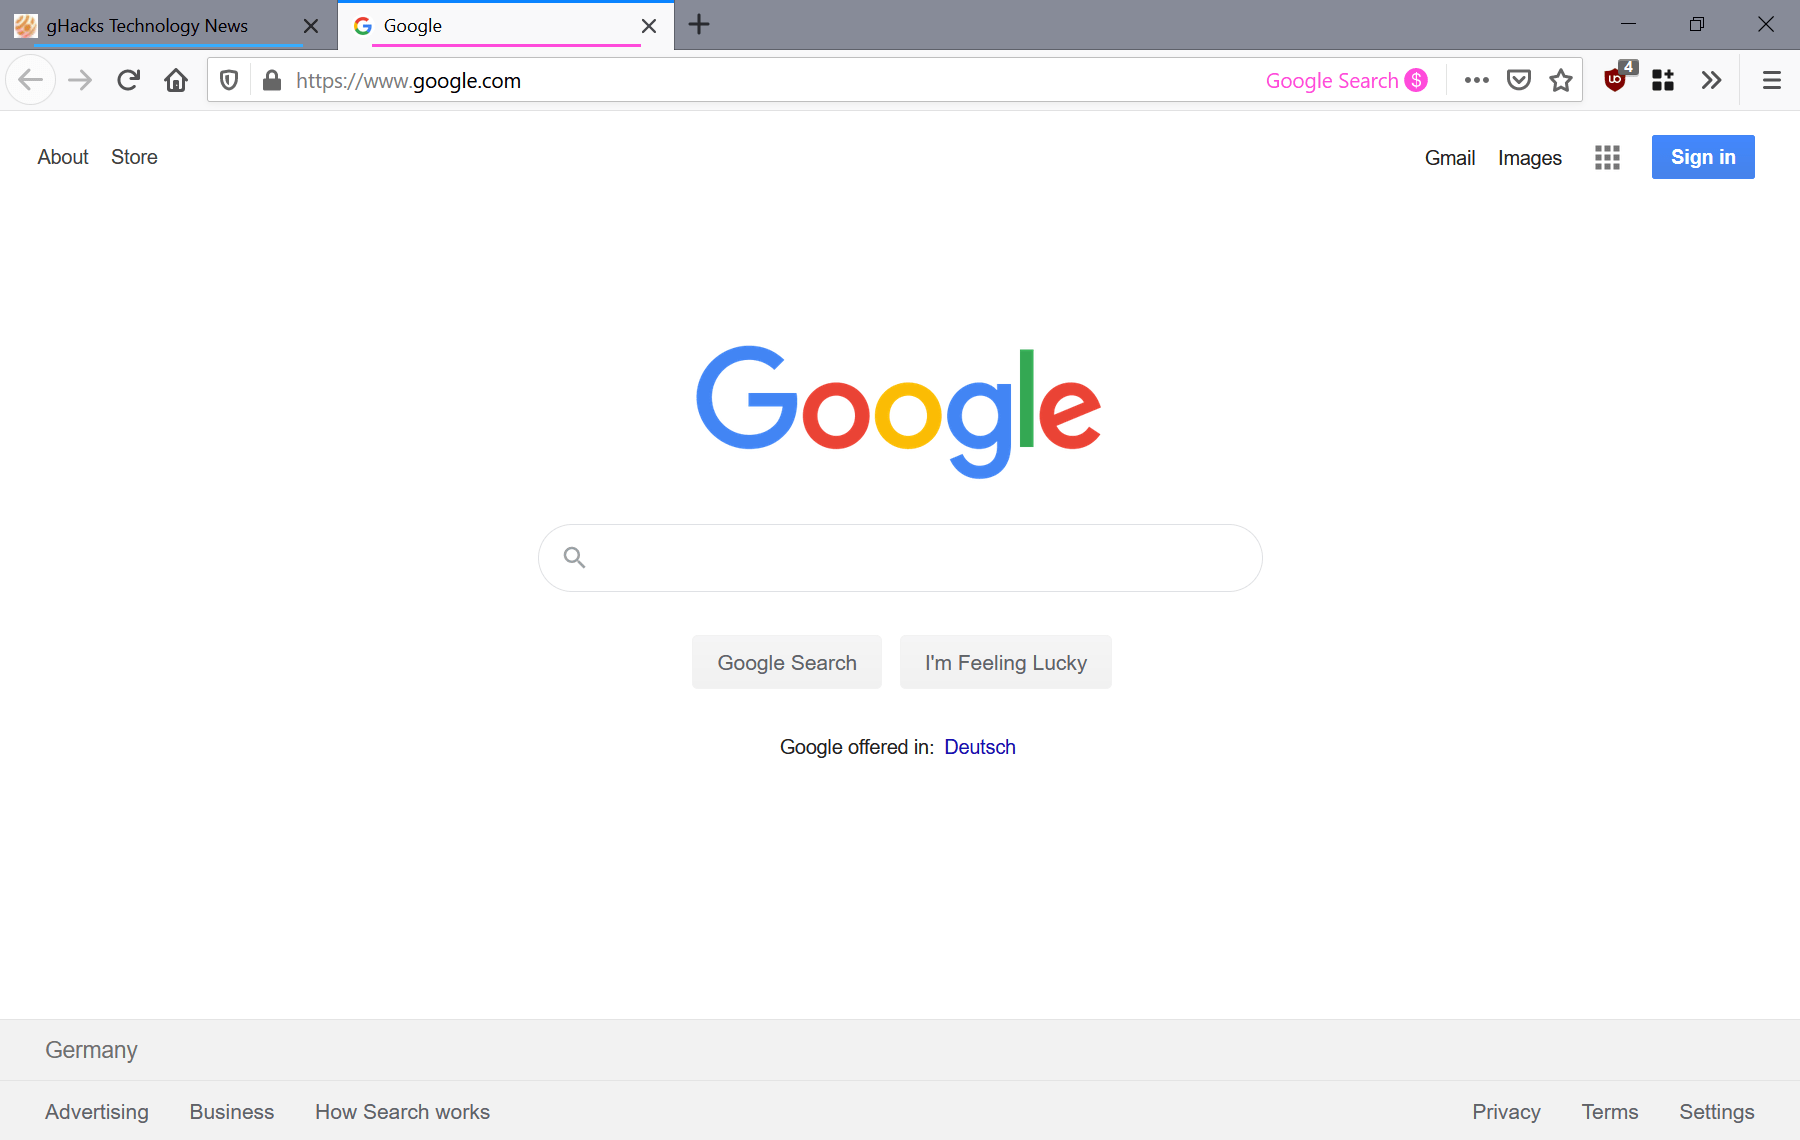 gHacks Technology News
Google
https://www.google.com
Google Search $
4
About Store
Gmail Images
Sign in
Google
Google Search
I'm Feeling Lucky
Google offered in: Deutsch
Germany
Advertising Business How Search works
Privacy Terms Settings